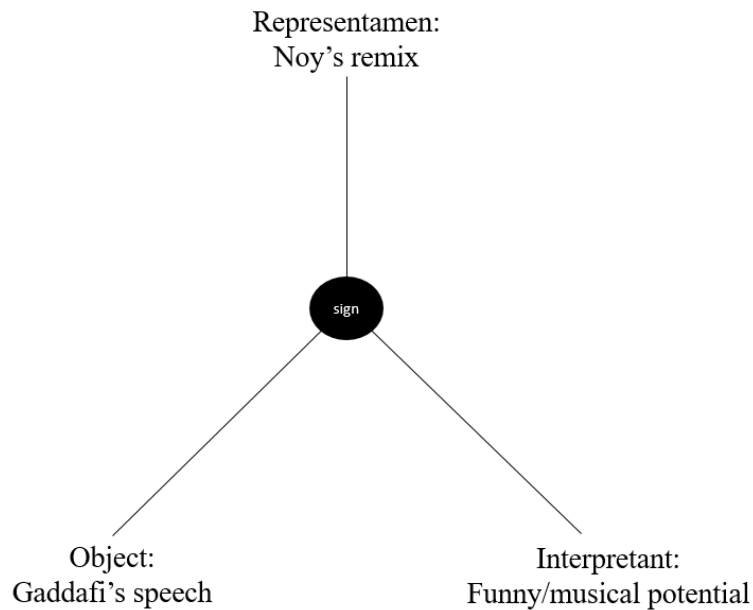 Representamen:
Noy’s remix
sign
Object:
Gaddafi’s speech
Interpretant:
Funny/musical potential